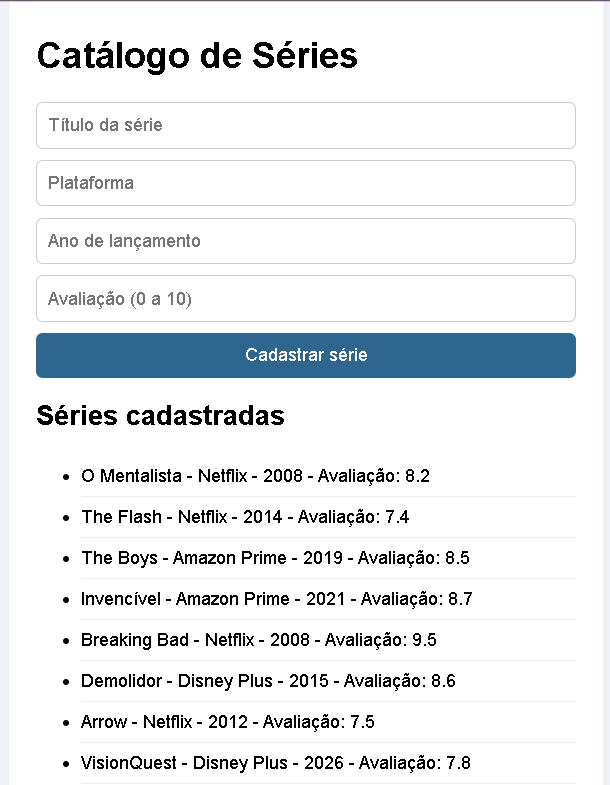 Catálogo de Séries
Título da série
Plataforma
Ano de lançamento
Avaliação (0 a 10)
Cadastrar série
Séries cadastradas
O Mentalista - Netflix - 2008 - Avaliação: 8.2
The Flash - Netflix - 2014 - Avaliação: 7.4
The Boys - Amazon Prime - 2019 - Avaliação: 8.5
Invencível - Amazon Prime - 2021 - Avaliação: 8.7
Breaking Bad - Netflix - 2008 - Avaliação: 9.5
Demolidor - Disney Plus - 2015 - Avaliação: 8.6
Arrow - Netflix - 2012 - Avaliação: 7.5
VisionQuest - Disney Plus - 2026 - Avaliação: 7.8